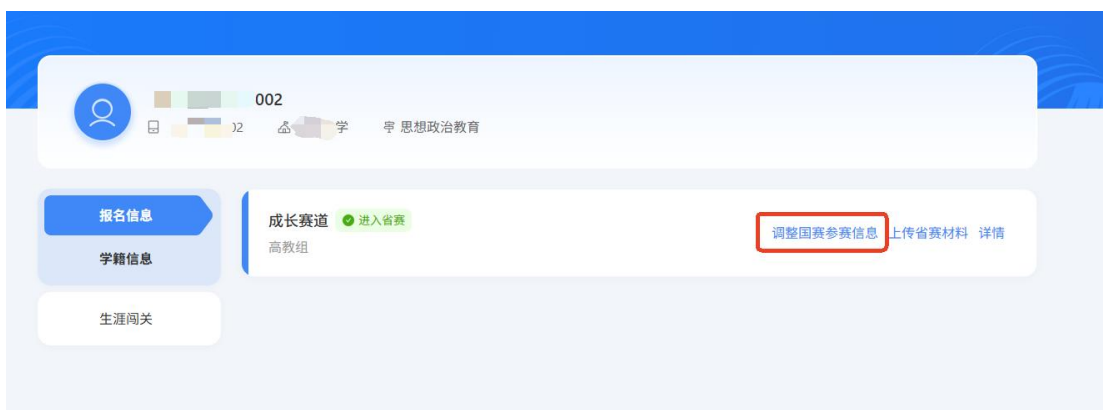 002
02 学 思想政治教育
报名信息
学籍信息
生涯闯关
成长赛道 进入省赛
高教组
调整国赛参赛信息 上传省赛材料 详情